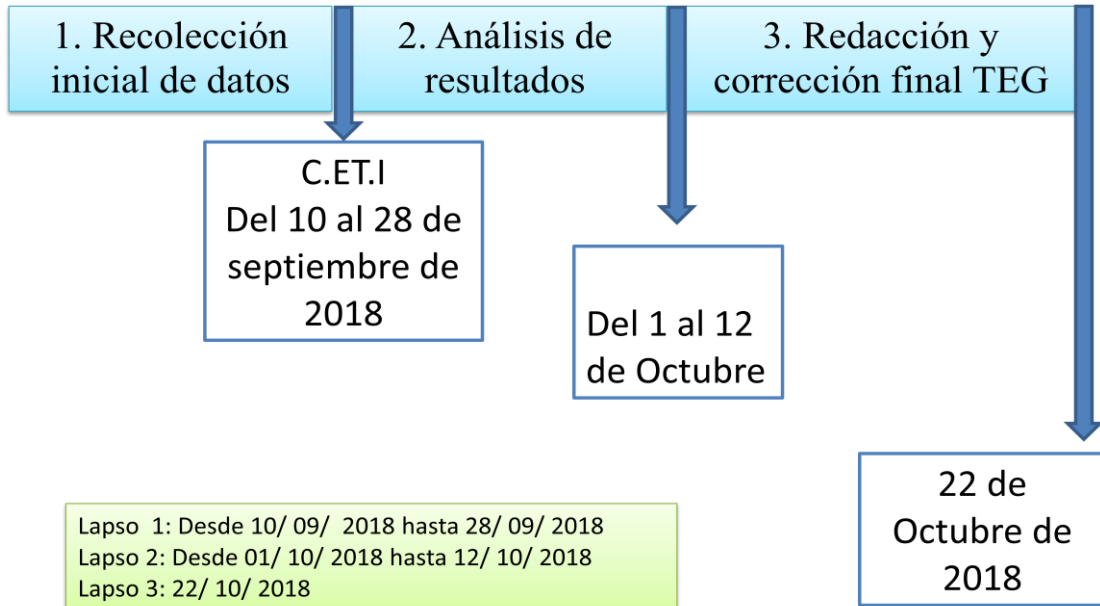 1. Recolección
inicial de datos
2. Análisis de
resultados
3. Redacción y
corrección final TEG
C.ET.I
Del 10 al 28 de
septiembre de
2018
Del 1 al 12
de Octubre
22 de
Octubre de
2018
Lapso 1: Desde 10/ 09/ 2018 hasta 28/ 09/ 2018
Lapso 2: Desde 01/ 10/ 2018 hasta 12/ 10/ 2018
Lapso 3: 22/ 10/ 2018